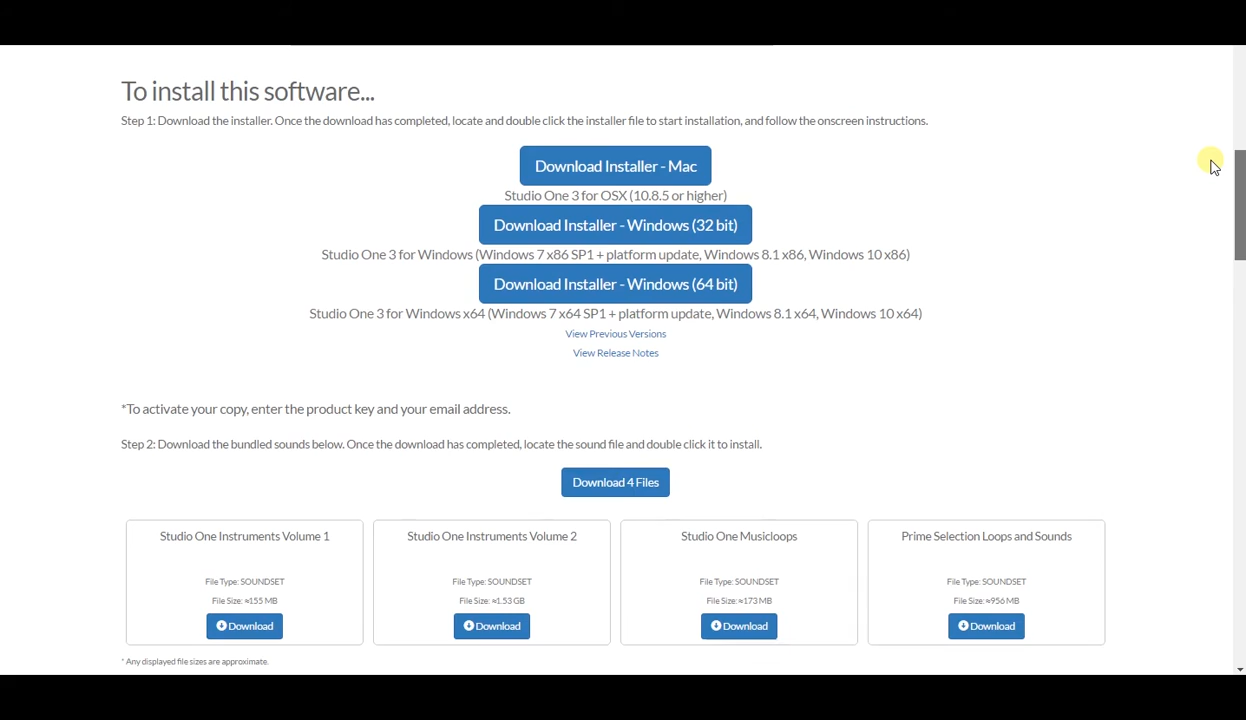 To install this software...
Step 1: Download the installer. Once the download has completed, locate and double click the installer file to start installation, and follow the onscreen instructions.
Download Installer - Mac
Studio One 3 for OSX (10.8.5 or higher)
Download Installer - Windows (32 bit)
Studio One 3 for Windows (Windows 7 x86 SP1 + platform update, Windows 8.1 x86, Windows 10 x86)
Download Installer - Windows (64 bit)
Studio One 3 for Windows x64 (Windows 7 x64 SP1 + platform update, Windows 8.1 x64, Windows 10 x64)
View Previous Versions
View Release Notes
*To activate your copy, enter the product key and your email address.
Step 2: Download the bundled sounds below. Once the download has completed, locate the sound file and double click it to install.
Download 4 Files
Studio One Instruments Volume 1
File Type: SOUNDSET
File Size: ≈155 MB
Download
Studio One Instruments Volume 2
File Type: SOUNDSET
File Size: ≈1.53 GB
Download
Studio One Musicloops
File Type: SOUNDSET
File Size: ≈173 MB
Download
Prime Selection Loops and Sounds
File Type: SOUNDSET
File Size: ≈956 MB
Download
* Any displayed file sizes are approximate.